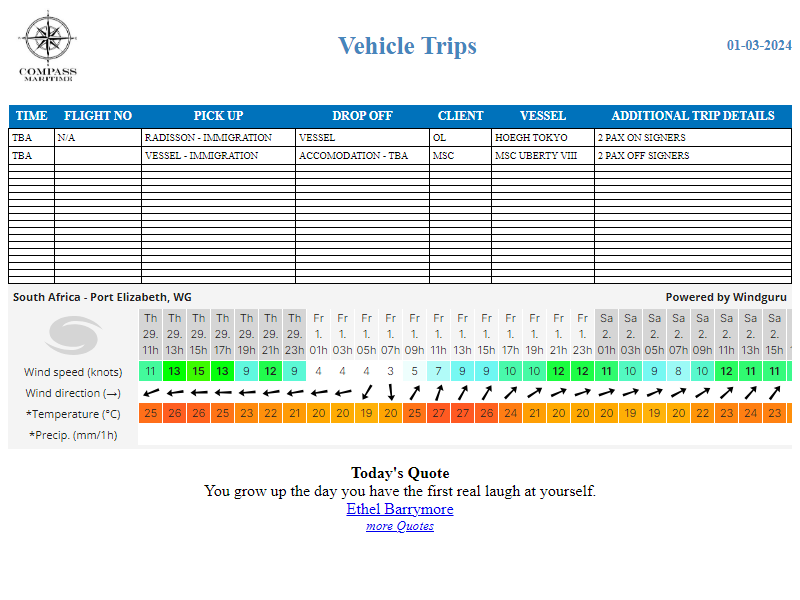 COMPASS
MARITIME
Vehicle Trips
01-03-2024
TIME FLIGHT NO PICK UP DROP OFF CLIENT VESSEL ADDITIONAL TRIP DETAILS
TBA N/A RADISSON - IMMIGRATION VESSEL OL HOEGH TOKYO 2 PAX ON SIGNERS
TBA VESSEL - IMMIGRATION ACCOMODATION - TBA MSC MSC UBERTY VIII 2 PAX OFF SIGNERS
South Africa - Port Elizabeth, WG Powered by Windguru
Th Th Th Th Th Th Th Fr Fr Fr Fr Fr Fr Fr Fr Fr Fr Fr Fr Sa Sa Sa Sa Sa Sa Sa Sa
29. 29. 29. 29. 29. 29. 29. 1. 1. 1. 1. 1. 1. 1. 1. 1. 1. 1. 1. 2. 2. 2. 2. 2. 2. 2. 2.
11h 13h 15h 17h 19h 21h 23h 01h 03h 05h 07h 09h 11h 13h 15h 17h 19h 21h 23h 01h 03h 05h 07h 09h 11h 13h 15h
Wind speed (knots) 11 13 15 13 9 12 9 4 4 4 3 5 7 9 9 10 10 12 12 11 10 9 8 10 12 11 11
Wind direction (→)
*Temperature (°C) 25 26 26 25 23 22 21 20 20 19 20 25 27 27 26 24 21 20 20 20 19 19 20 22 23 24 23
*Precip. (mm/1h)
Today's Quote
You grow up the day you have the first real laugh at yourself.
Ethel Barrymore
more Quotes